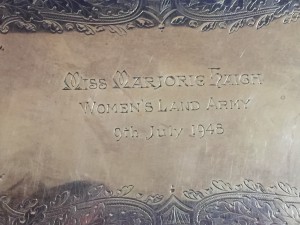 Miss Marjorie Haigh
Women's Land Army
9th July 1948